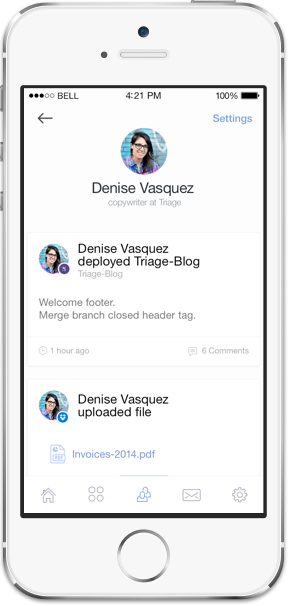 BELL 4:21 PM 100%
Settings
Denise Vasquez
copywriter at Triage
Denise Vasquez
deployed Triage-Blog
Triage-Blog
Welcome footer.
Merge branch closed header tag.
1 hour ago 6 Comments
Denise Vasquez
uploaded file
Invoices-2014.pdf